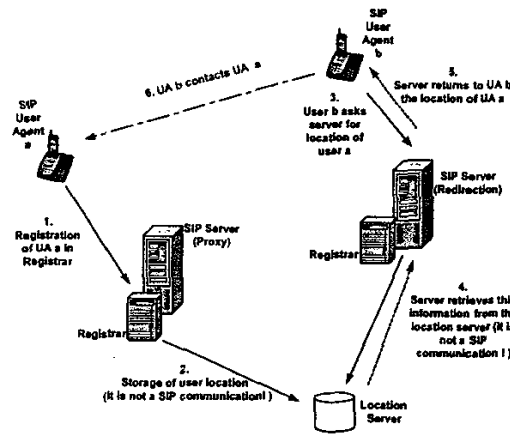 SIP
User
Agent
b
6. UA b contacts UA a
5.
Server returns to UA b
the location of UA a
3.
User b asks
server for
location of
user a
SIP
User
Agent
a
SIP Server
(Redirection)
1.
Registration
of UA a in
Registrar
SIP Server
(Proxy)
Registrar
4.
Server retrieves this
information from the
location server (it is
not a SIP
communication!)
Registrar
2.
Storage of user location
(it is not a SIP communication!)
Location
Server